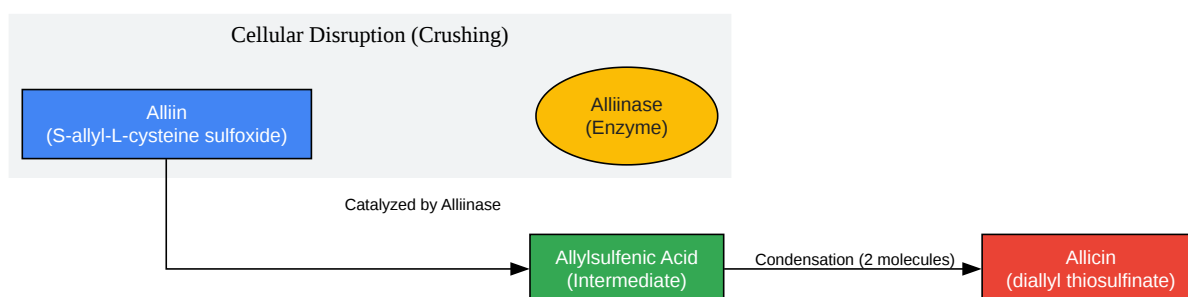 Cellular Disruption (Crushing)
Alliin
(S-allyl-L-cysteine sulfoxide)
Alliinase
(Enzyme)
Catalyzed by Alliinase
Allylsulfenic Acid
(Intermediate)
Condensation (2 molecules)
Allicin
(diallyl thiosulfinate)